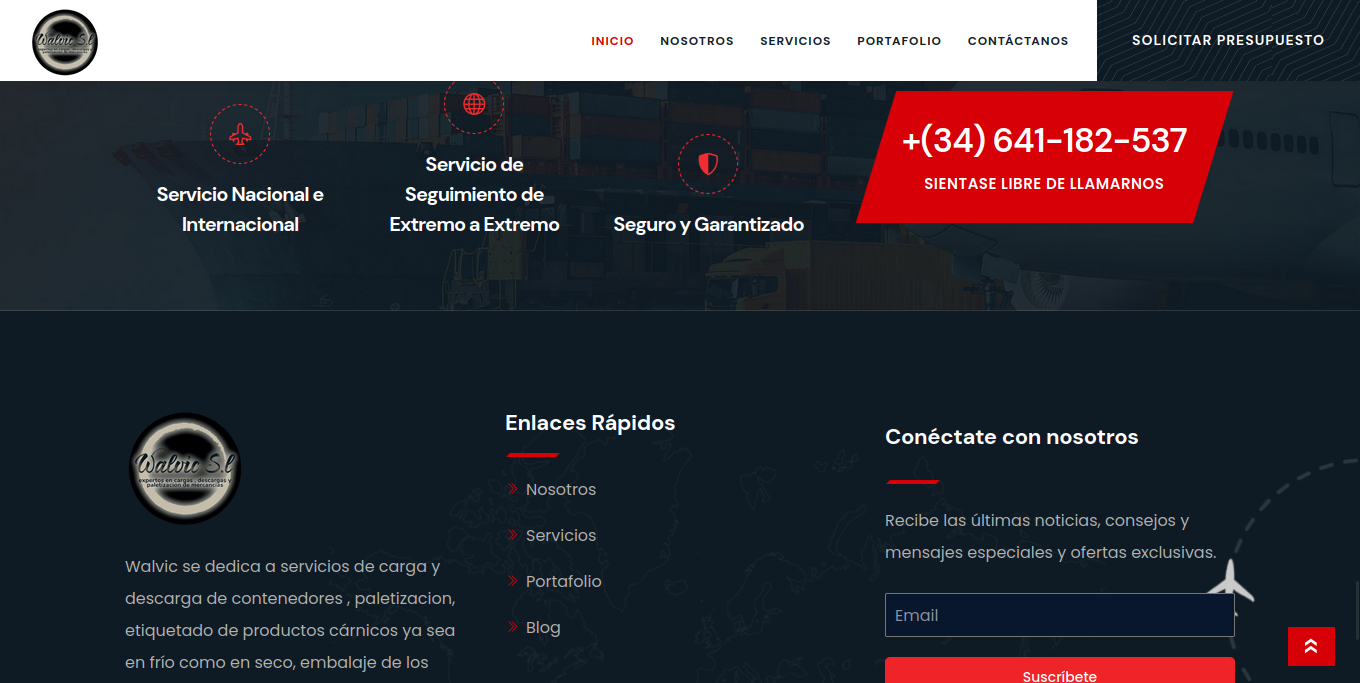 Walvic S.l
INICIO
NOSOTROS
SERVICIOS
PORTAFOLIO
CONTÁCTANOS
SOLICITAR PRESUPUESTO
Servicio Nacional e
Internacional
Servicio de
Seguimiento de
Extremo a Extremo
Seguro y Garantizado
+(34) 641-182-537
SIENTASE LIBRE DE LLAMARNOS
Walvic S.l
expertos en cargas , descargas y
paletizacion de mercancias
Walvic se dedica a servicios de carga y
descarga de contenedores , paletizacion,
etiquetado de productos cárnicos ya sea
en frío como en seco, embalaje de los
Enlaces Rápidos
Nosotros
Servicios
Portafolio
Blog
Conéctate con nosotros
Recibe las últimas noticias, consejos y
mensajes especiales y ofertas exclusivas.
Email
Suscríbete